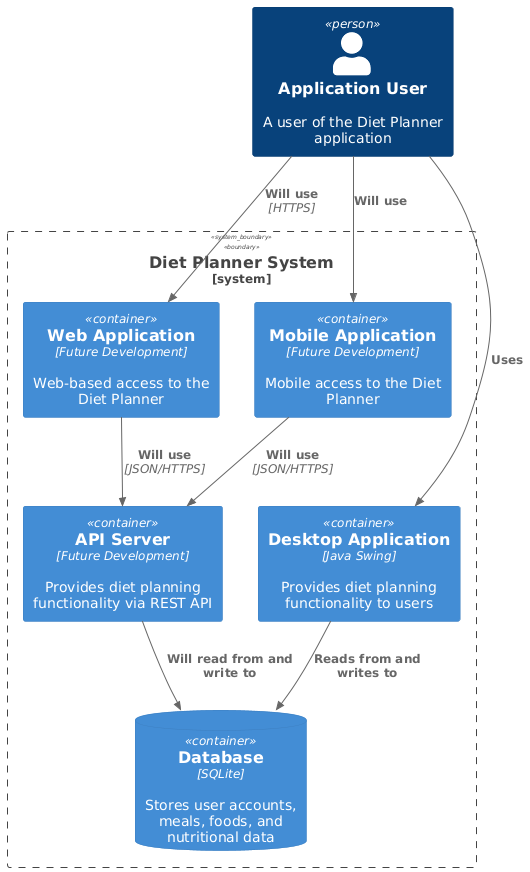 «person»
Application User
A user of the Diet Planner
application
Will use
[HTTPS]
Will use
Uses
«system_boundary»
«boundary»
Diet Planner System
[system]
«container»
Web Application
[Future Development]
Web-based access to the
Diet Planner
«container»
Mobile Application
[Future Development]
Mobile access to the Diet
Planner
Will use
[JSON/HTTPS]
Will use
[JSON/HTTPS]
«container»
API Server
[Future Development]
Provides diet planning
functionality via REST API
«container»
Desktop Application
[Java Swing]
Provides diet planning
functionality to users
Will read from and
write to
Reads from and
writes to
«container»
Database
[SQLite]
Stores user accounts,
meals, foods, and
nutritional data